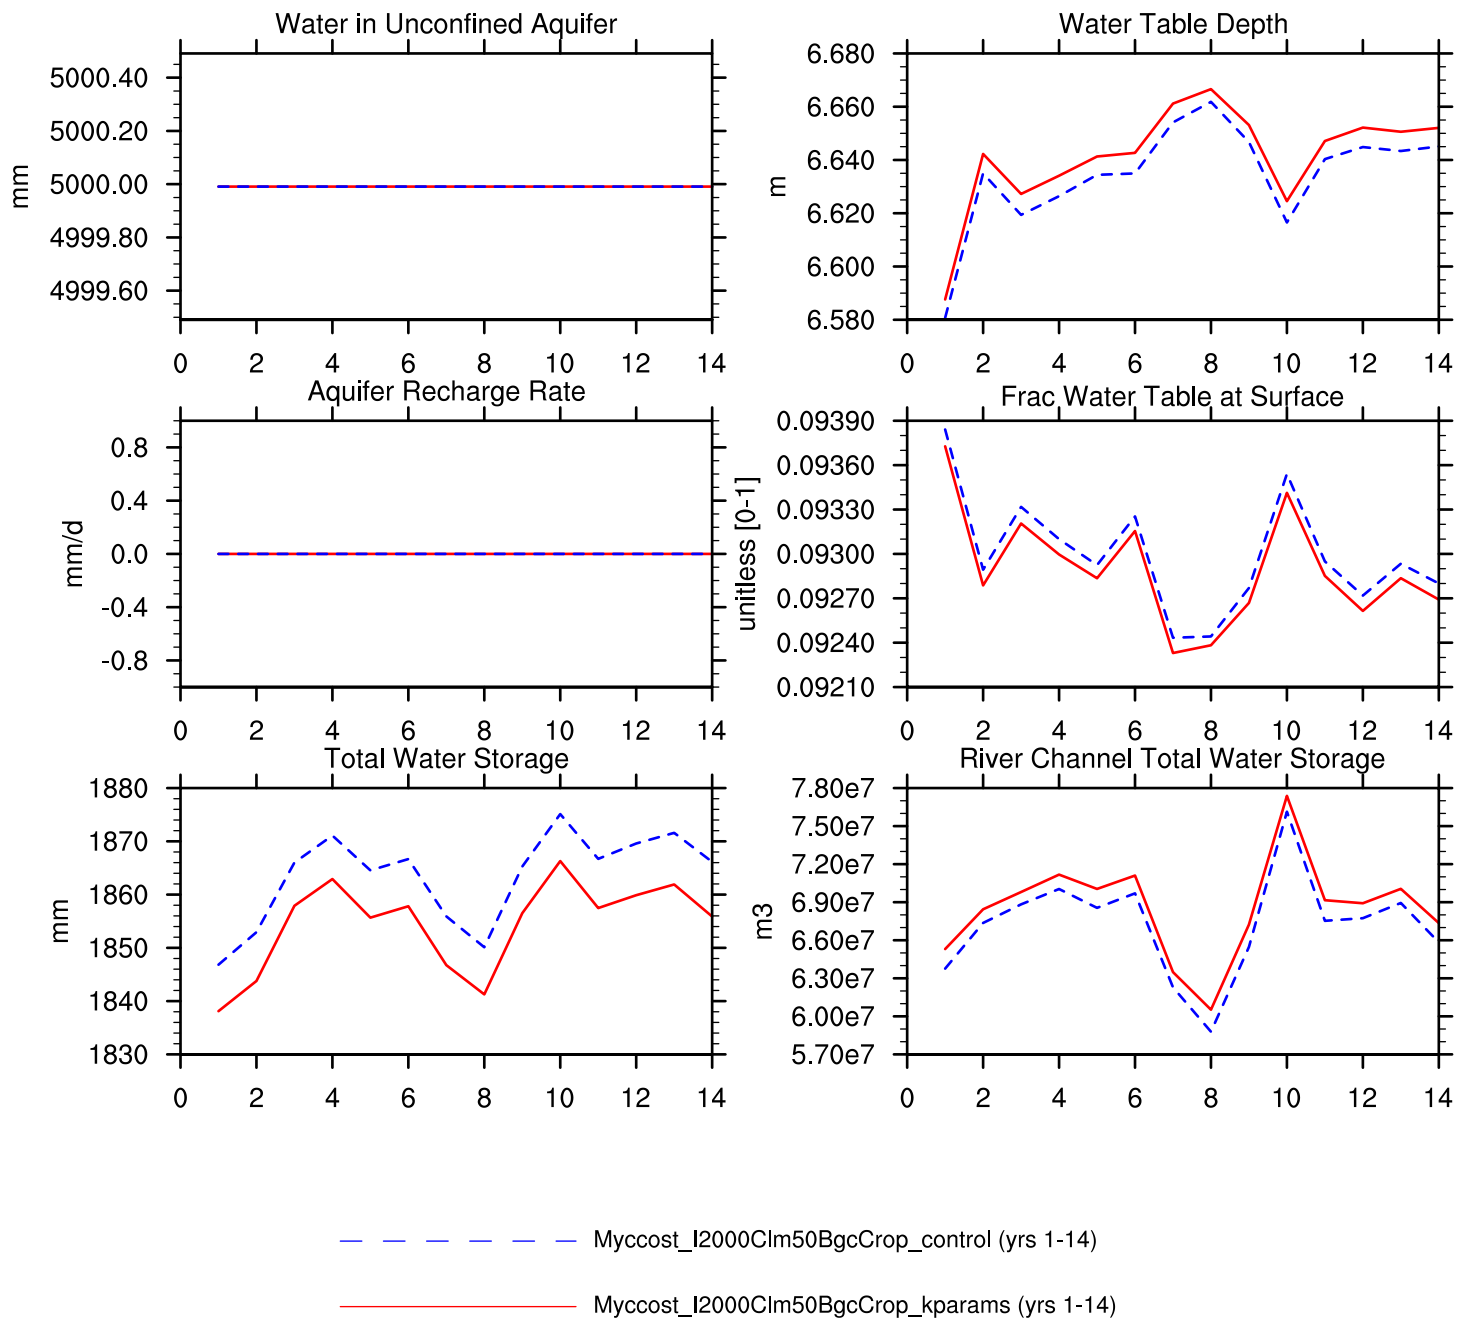 Water in Unconfined Aquifer
5000.40
5000.20
5000.00
4999.80
4999.60
mm
0 2 4 6 8 10 12 14
Water Table Depth
6.680
6.660
6.640
6.620
6.600
6.580
m
0 2 4 6 8 10 12 14
Aquifer Recharge Rate
0.8
0.4
0.0
-0.4
-0.8
mm/d
0 2 4 6 8 10 12 14
Frac Water Table at Surface
0.09390
0.09360
0.09330
0.09300
0.09270
0.09240
0.09210
unitless [0-1]
0 2 4 6 8 10 12 14
Total Water Storage
1880
1870
1860
1850
1840
1830
mm
0 2 4 6 8 10 12 14
River Channel Total Water Storage
7.80e7
7.50e7
7.20e7
6.90e7
6.60e7
6.30e7
6.00e7
5.70e7
m3
0 2 4 6 8 10 12 14
Myccost_I2000Clm50BgcCrop_control (yrs 1-14)
Myccost_I2000Clm50BgcCrop_kparams (yrs 1-14)